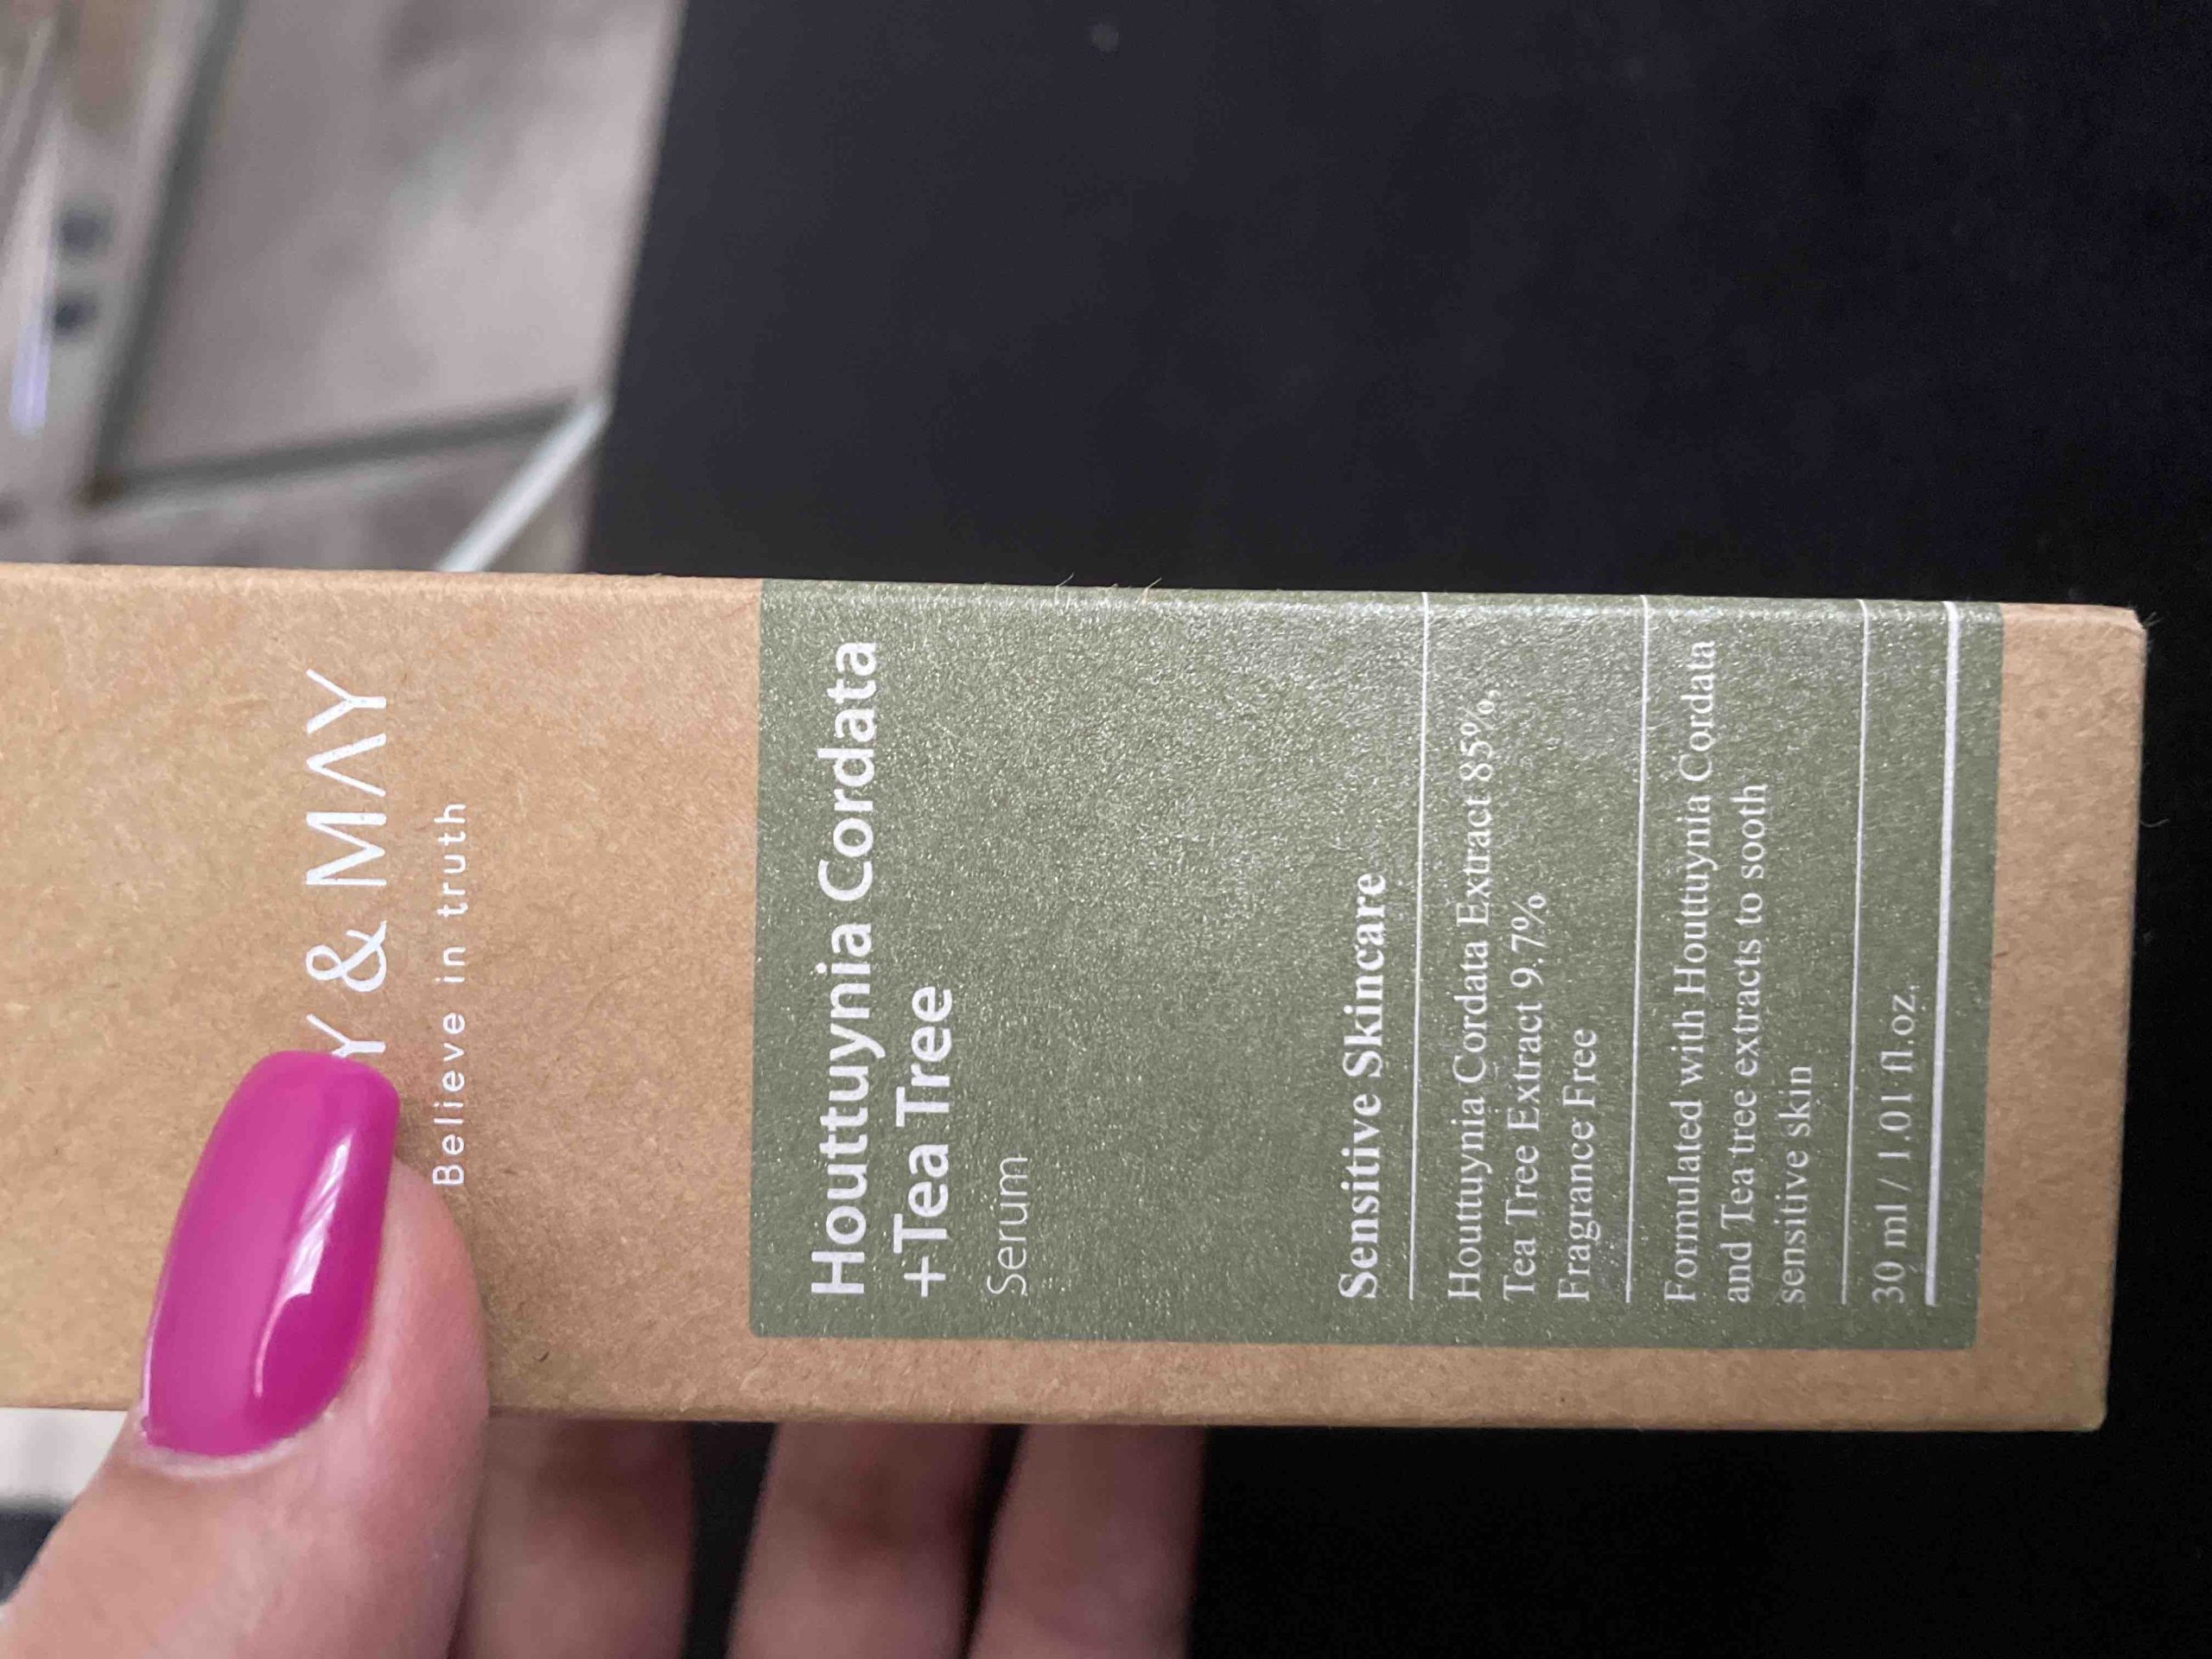 Y & MAY
Believe in truth
Houttuynia Cordata
+Tea Tree
Serum
Sensitive Skincare
Houttuynia Cordata Extract 85%,
Tea Tree Extract 9.7%
Fragrance Free
Formulated with Houttuynia Cordata
and Tea tree extracts to sooth
sensitive skin
30 ml / 1.01 fl.oz.